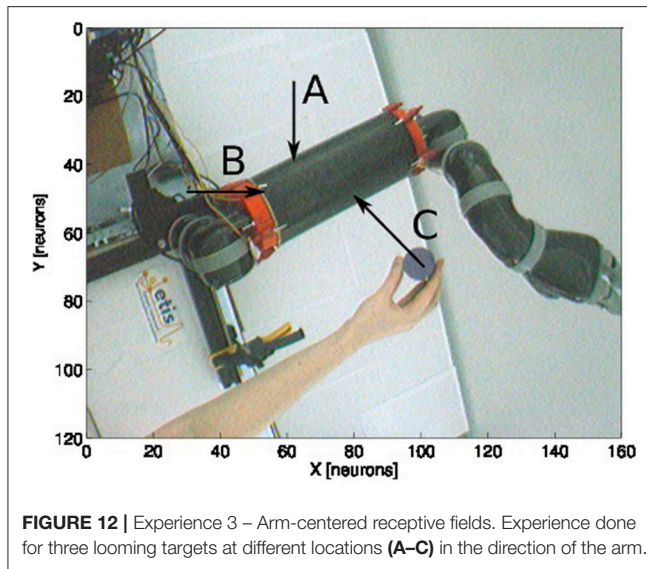 0
20
40
60
80
100
120
Y [neurons]
A
B
C
etis
0 20 40 60 80 100 120 140 160
X [neurons]
FIGURE 12 | Experience 3 – Arm-centered receptive fields. Experience done
for three looming targets at different locations (A–C) in the direction of the arm.